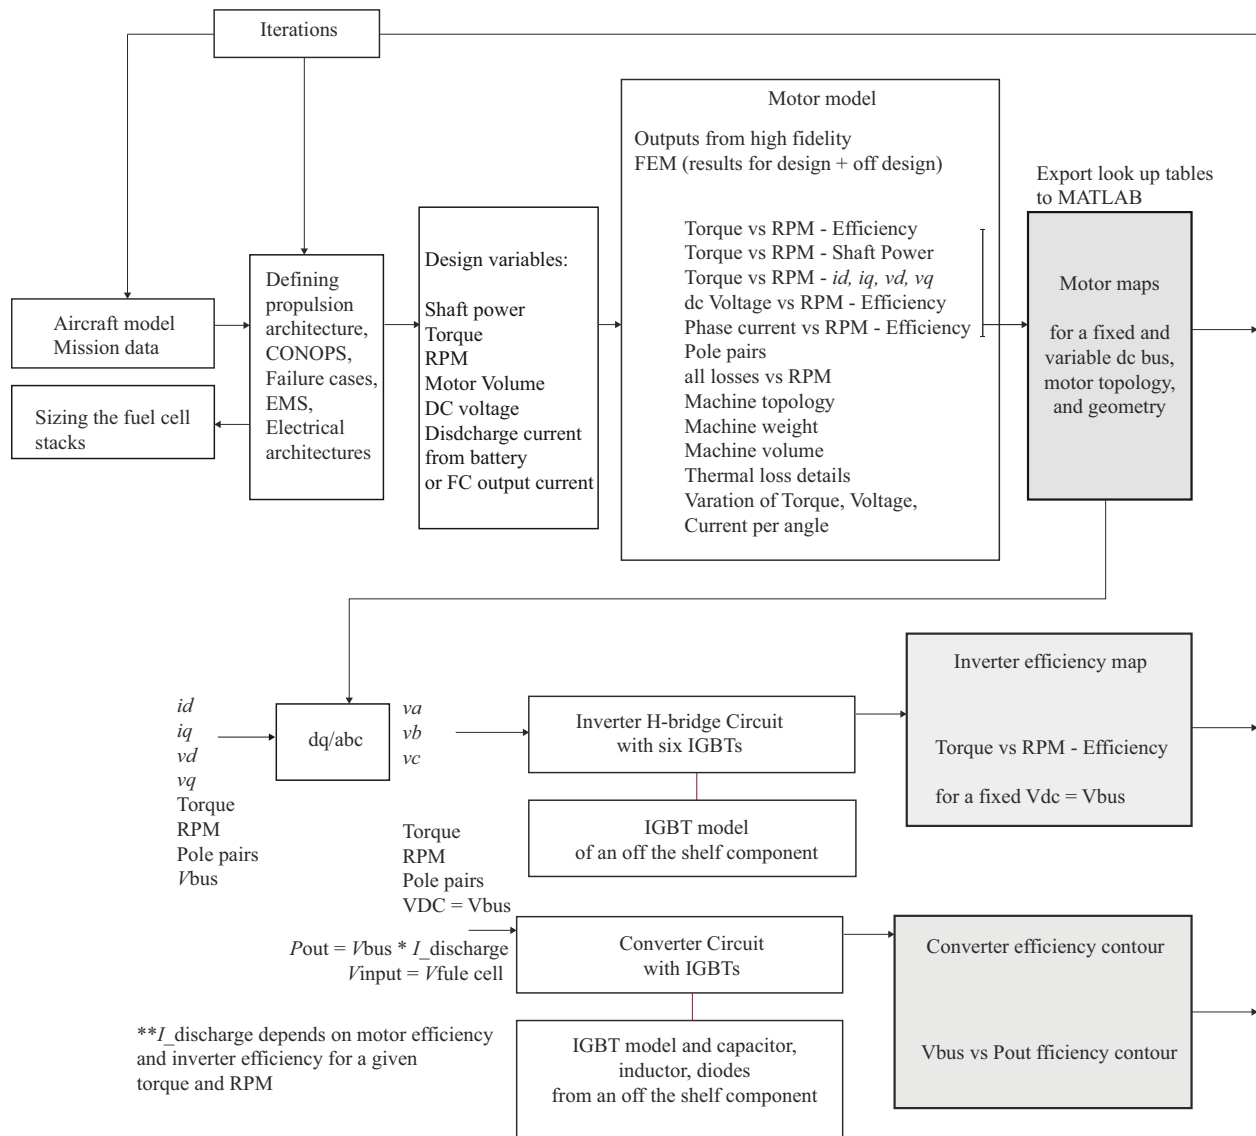 Iterations
Motor model
Outputs from high fidelity
FEM (results for design + off design)
Torque vs RPM - Efficiency
Torque vs RPM - Shaft Power
Torque vs RPM - id, iq, vd, vq
dc Voltage vs RPM - Efficiency
Phase current vs RPM - Efficiency
Pole pairs
all losses vs RPM
Machine topology
Machine weight
Machine volume
Thermal loss details
Varation of Torque, Voltage,
Current per angle
Export look up tables
to MATLAB
Motor maps
for a fixed and
variable dc bus,
motor topology,
and geometry
Design variables:
Shaft power
Torque
RPM
Motor Volume
DC voltage
Disdcharge current
from battery
or FC output current
Defining
propulsion
architecture,
CONOPS,
Failure cases,
EMS,
Electrical
architectures
Aircraft model
Mission data
Sizing the fuel cell
stacks
id
iq
vd
vq
Torque
RPM
Pole pairs
Vbus
dq/abc
va
vb
vc
Inverter H-bridge Circuit
with six IGBTs
IGBT model
of an off the shelf component
Inverter efficiency map
Torque vs RPM - Efficiency
for a fixed Vdc = Vbus
Torque
RPM
Pole pairs
VDC = Vbus
Pout = Vbus * I_discharge
Vinput = Vfule cell
Converter Circuit
with IGBTs
IGBT model and capacitor,
inductor, diodes
from an off the shelf component
Converter efficiency contour
Vbus vs Pout fficiency contour
**I_discharge depends on motor efficiency
and inverter efficiency for a given
torque and RPM